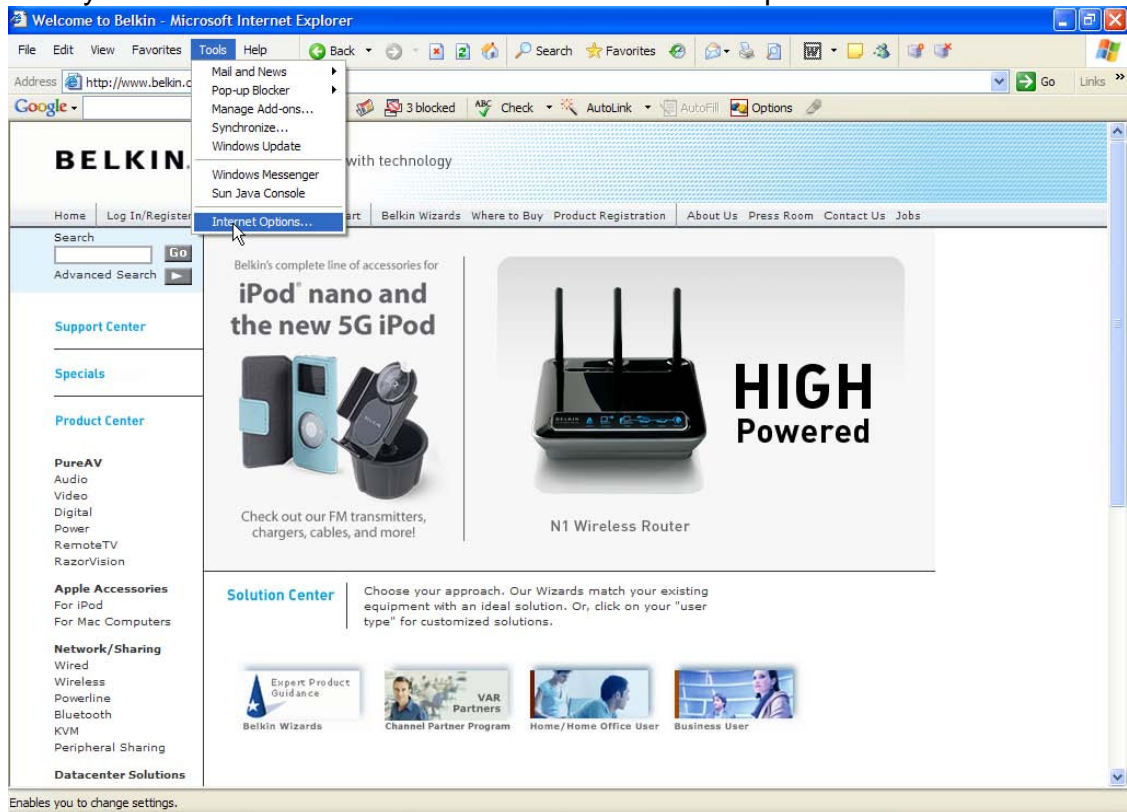 Welcome to Belkin - Microsoft Internet Explorer
File Edit View Favorites Tools Help Back Search Favorites
Address http://www.belkin.c Go Links »
Google - 3 blocked Check AutoLink AutoFill Options
Mail and News
Pop-up Blocker
Manage Add-ons...
Synchronize...
Windows Update
Windows Messenger
Sun Java Console
Internet Options...
BELKIN. with technology
Home Log In/Register art Belkin Wizards Where to Buy Product Registration About Us Press Room Contact Us Jobs
Search
Go
Advanced Search
Support Center
Specials
Product Center
PureAV
Audio
Video
Digital
Power
RemoteTV
RazorVision
Apple Accessories
For iPod
For Mac Computers
Network/Sharing
Wired
Wireless
Powerline
Bluetooth
KVM
Peripheral Sharing
Datacenter Solutions
Belkin's complete line of accessories for
iPod® nano and
the new 5G iPod
Check out our FM transmitters,
chargers, cables, and more!
BELKIN
HIGH
Powered
N1 Wireless Router
Solution Center
Choose your approach. Our Wizards match your existing
equipment with an ideal solution. Or, click on your "user
type" for customized solutions.
Expert Product
Guidance
Belkin Wizards
VAR
Partners
Channel Partner Program
Home/Home Office User
Business User
Enables you to change settings.